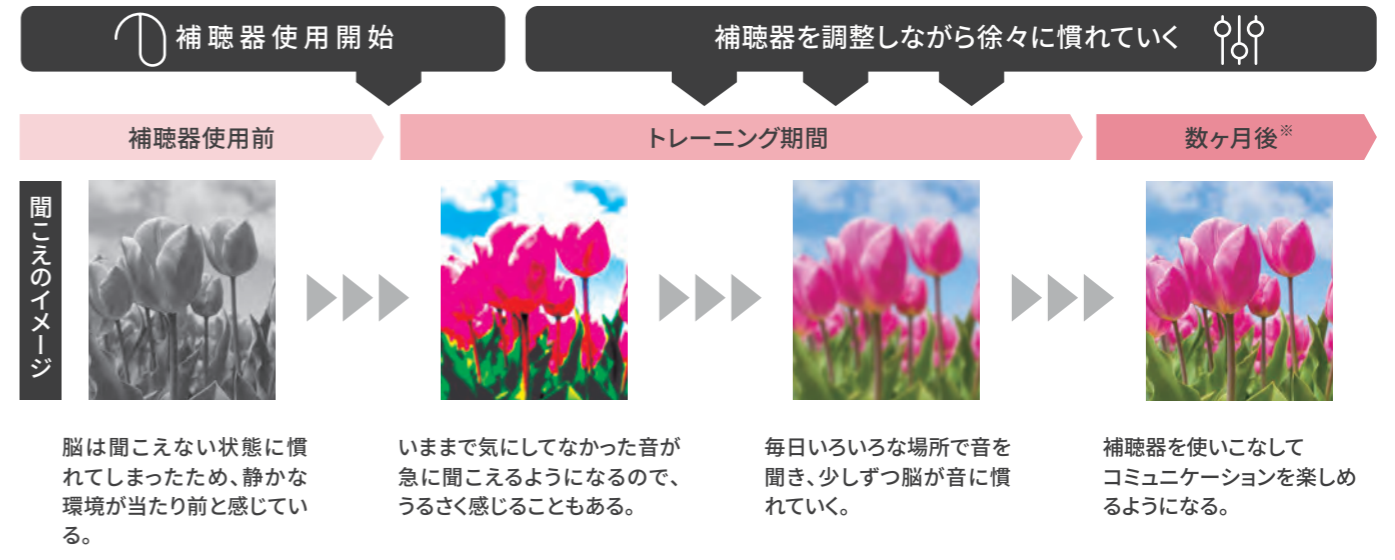 補聴器使用開始
補聴器を調整しながら徐々に慣れていく
補聴器使用前
トレーニング期間
数ヶ月後※
聞こえのイメージ
脳は聞こえない状態に慣
れてしまったため、静かな
環境が当たり前と感じてい
る。
いままで気にしてなかった音が
急に聞こえるようになるので、
うるさく感じることもある。
毎日いろいろな場所で音を
聞き、少しずつ脳が音に慣
れていく。
補聴器を使いこなして
コミュニケーションを楽しめ
るようになる。